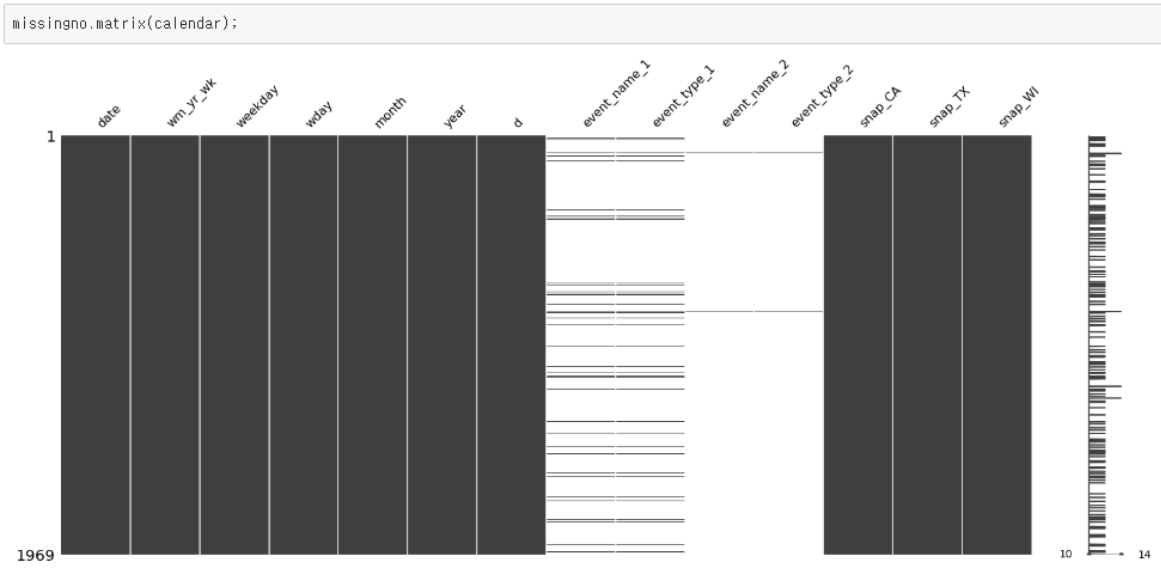 missingno.matrix(calendar);
date wm_yr_wk weekday wday month year d event_name_1 event_type_1 event_name_2 event_type_2 snap_CA snap_TX snap_WI
1
1969
10 14